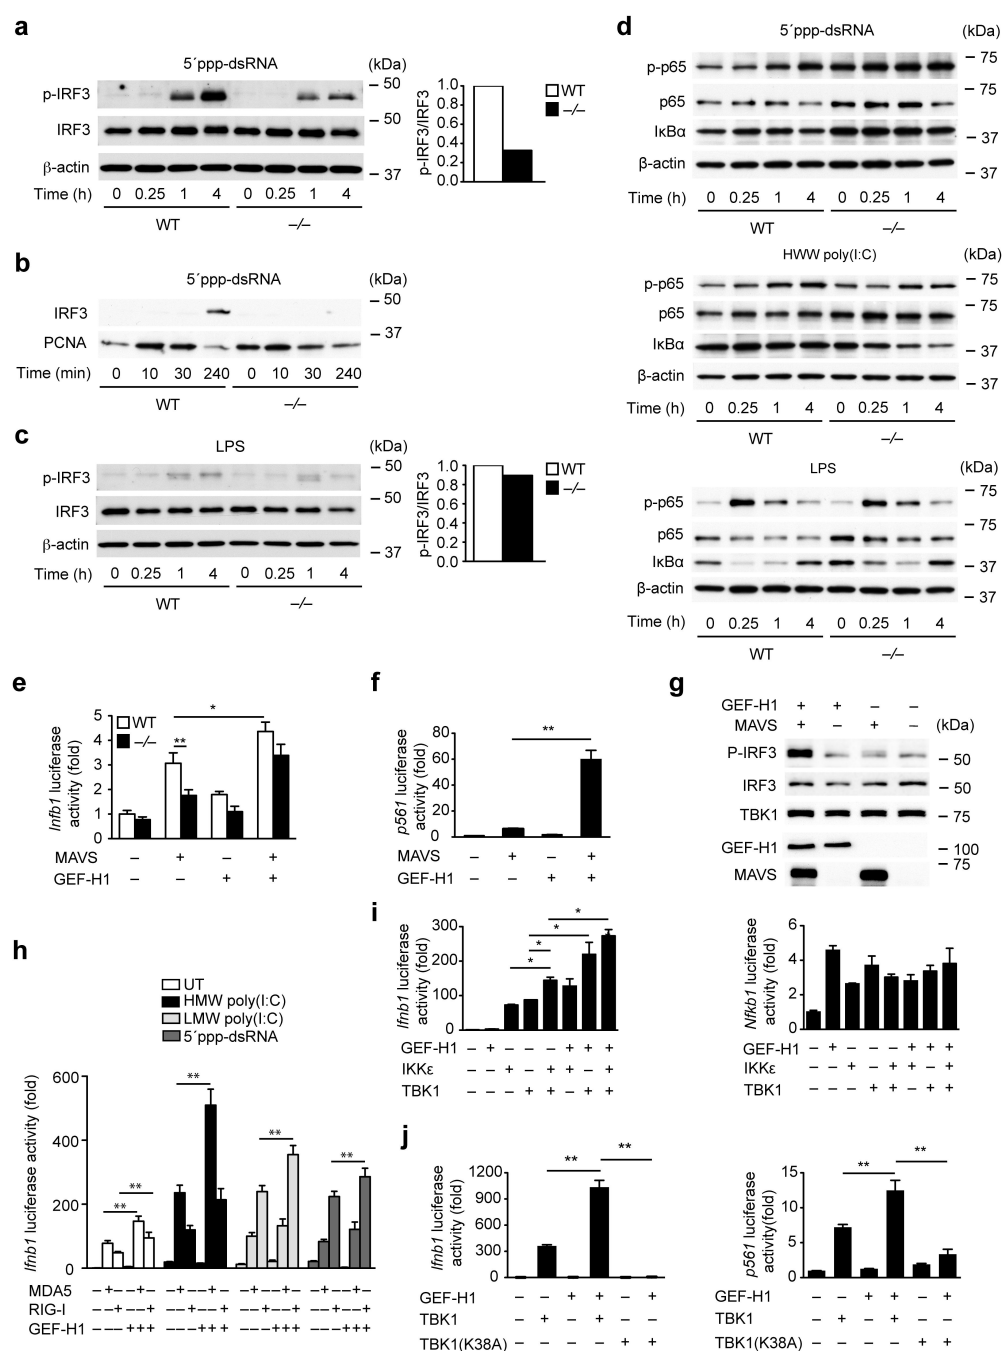 a
5´ppp-dsRNA
(kDa)
p-IRF3
50
IRF3
50
β-actin
37
Time (h) 0 0.25 1 4 0 0.25 1 4
WT –/–
p-IRF3/IRF3
1.0
0.8
0.6
0.4
0.2
0.0
WT
–/–
b
5´ppp-dsRNA
(kDa)
IRF3
50
PCNA
37
Time (min) 0 10 30 240 0 10 30 240
WT –/–
c
LPS
(kDa)
p-IRF3
50
IRF3
50
β-actin
37
Time (h) 0 0.25 1 4 0 0.25 1 4
WT –/–
p-IRF3/IRF3
1.0
0.8
0.6
0.4
0.2
0.0
WT
–/–
d
5´ppp-dsRNA
(kDa)
p-p65
75
p65
75
IκBα
37
β-actin
37
Time (h) 0 0.25 1 4 0 0.25 1 4
WT –/–
HWW poly(I:C)
(kDa)
p-p65
75
p65
75
IκBα
37
β-actin
37
Time (h) 0 0.25 1 4 0 0.25 1 4
WT –/–
LPS
(kDa)
p-p65
75
p65
75
IκBα
37
β-actin
37
Time (h) 0 0.25 1 4 0 0.25 1 4
WT –/–
e
Infb1 luciferase
activity (fold)
5
4
3
2
1
0
WT
–/–
**
*
MAVS – + – +
GEF-H1 – – + +
f
p561 luciferase
activity (fold)
80
60
40
20
0
**
MAVS – + – +
GEF-H1 – – + +
g
GEF-H1 + + – –
MAVS + – + –
(kDa)
P-IRF3
50
IRF3
50
TBK1
75
GEF-H1
100
75
MAVS
h
UT
HMW poly(I:C)
LMW poly(I:C)
5´ppp-dsRNA
Ifnb1 luciferase activity (fold)
600
400
200
0
** ** ** ** **
MDA5 –+––+– –+––+– –+––+– –+––+–
RIG-I ––+––+ ––+––+ ––+––+ ––+––+
GEF-H1 –––+++ –––+++ –––+++ –––+++
i
Ifnb1 luciferase
activity (fold)
300
200
100
0
* * * *
GEF-H1 – + – – – + + +
IKKε – – + – + + – +
TBK1 – – – + + – + +
Nfkb1 luciferase
activity (fold)
6
4
2
0
GEF-H1 – + – – – + + +
IKKε – – + – + + – +
TBK1 – – – + + – + +
j
Ifnb1 luciferase
activity (fold)
1200
900
600
300
0
** **
GEF-H1 – – + + – +
TBK1 – + – + – –
TBK1(K38A) – – – – + +
p561 luciferase
activity(fold)
15
10
5
0
** **
GEF-H1 – – + + – +
TBK1 – + – + – –
TBK1(K38A) – – – – + +